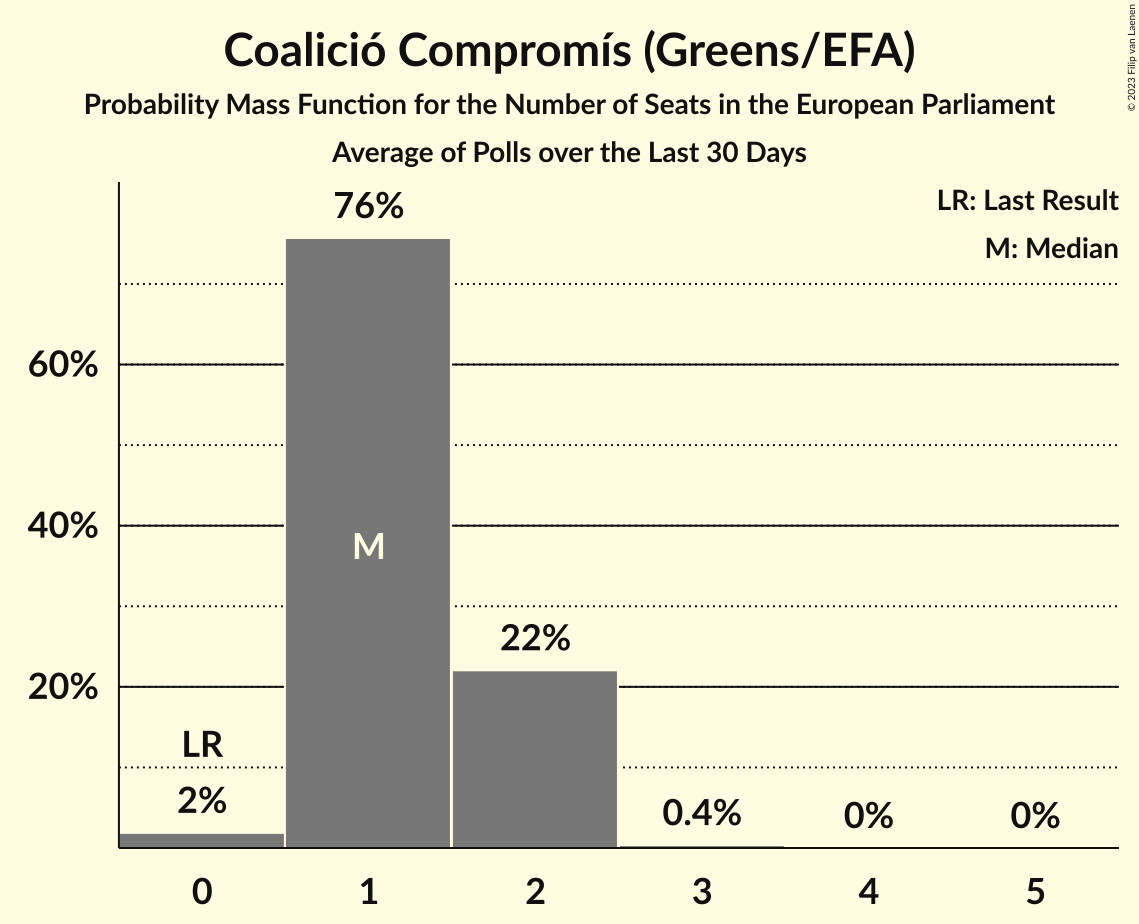 Coalició Compromís (Greens/EFA)
Probability Mass Function for the Number of Seats in the European Parliament
Average of Polls over the Last 30 Days
© 2023 Filip van Laenen
LR: Last Result
M: Median
76%
60%
40%
M
22%
20%
LR
2%
0.4%
0%
0%
0
1
2
3
4
5